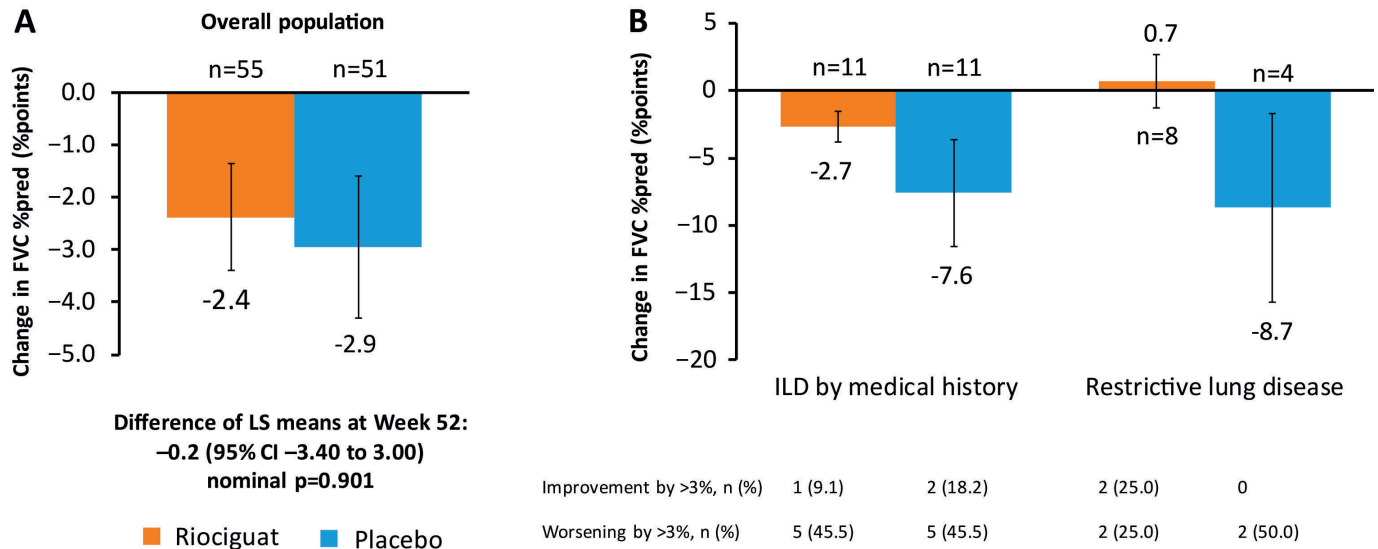 A
Overall population
Change in FVC %pred (%points)
n=55 n=51
0.0
−1.0
−2.0
−3.0
−4.0
−5.0
-2.4
-2.9
Difference of LS means at Week 52:
−0.2 (95% CI −3.40 to 3.00)
nominal p=0.901
Riociguat Placebo
B
Change in FVC %pred (%points)
5
0
−5
−10
−15
−20
n=11 n=11
-2.7
-7.6
0.7
n=4
n=8
-8.7
ILD by medical history Restrictive lung disease
Improvement by >3%, n (%) 1 (9.1) 2 (18.2) 2 (25.0) 0
Worsening by >3%, n (%) 5 (45.5) 5 (45.5) 2 (25.0) 2 (50.0)